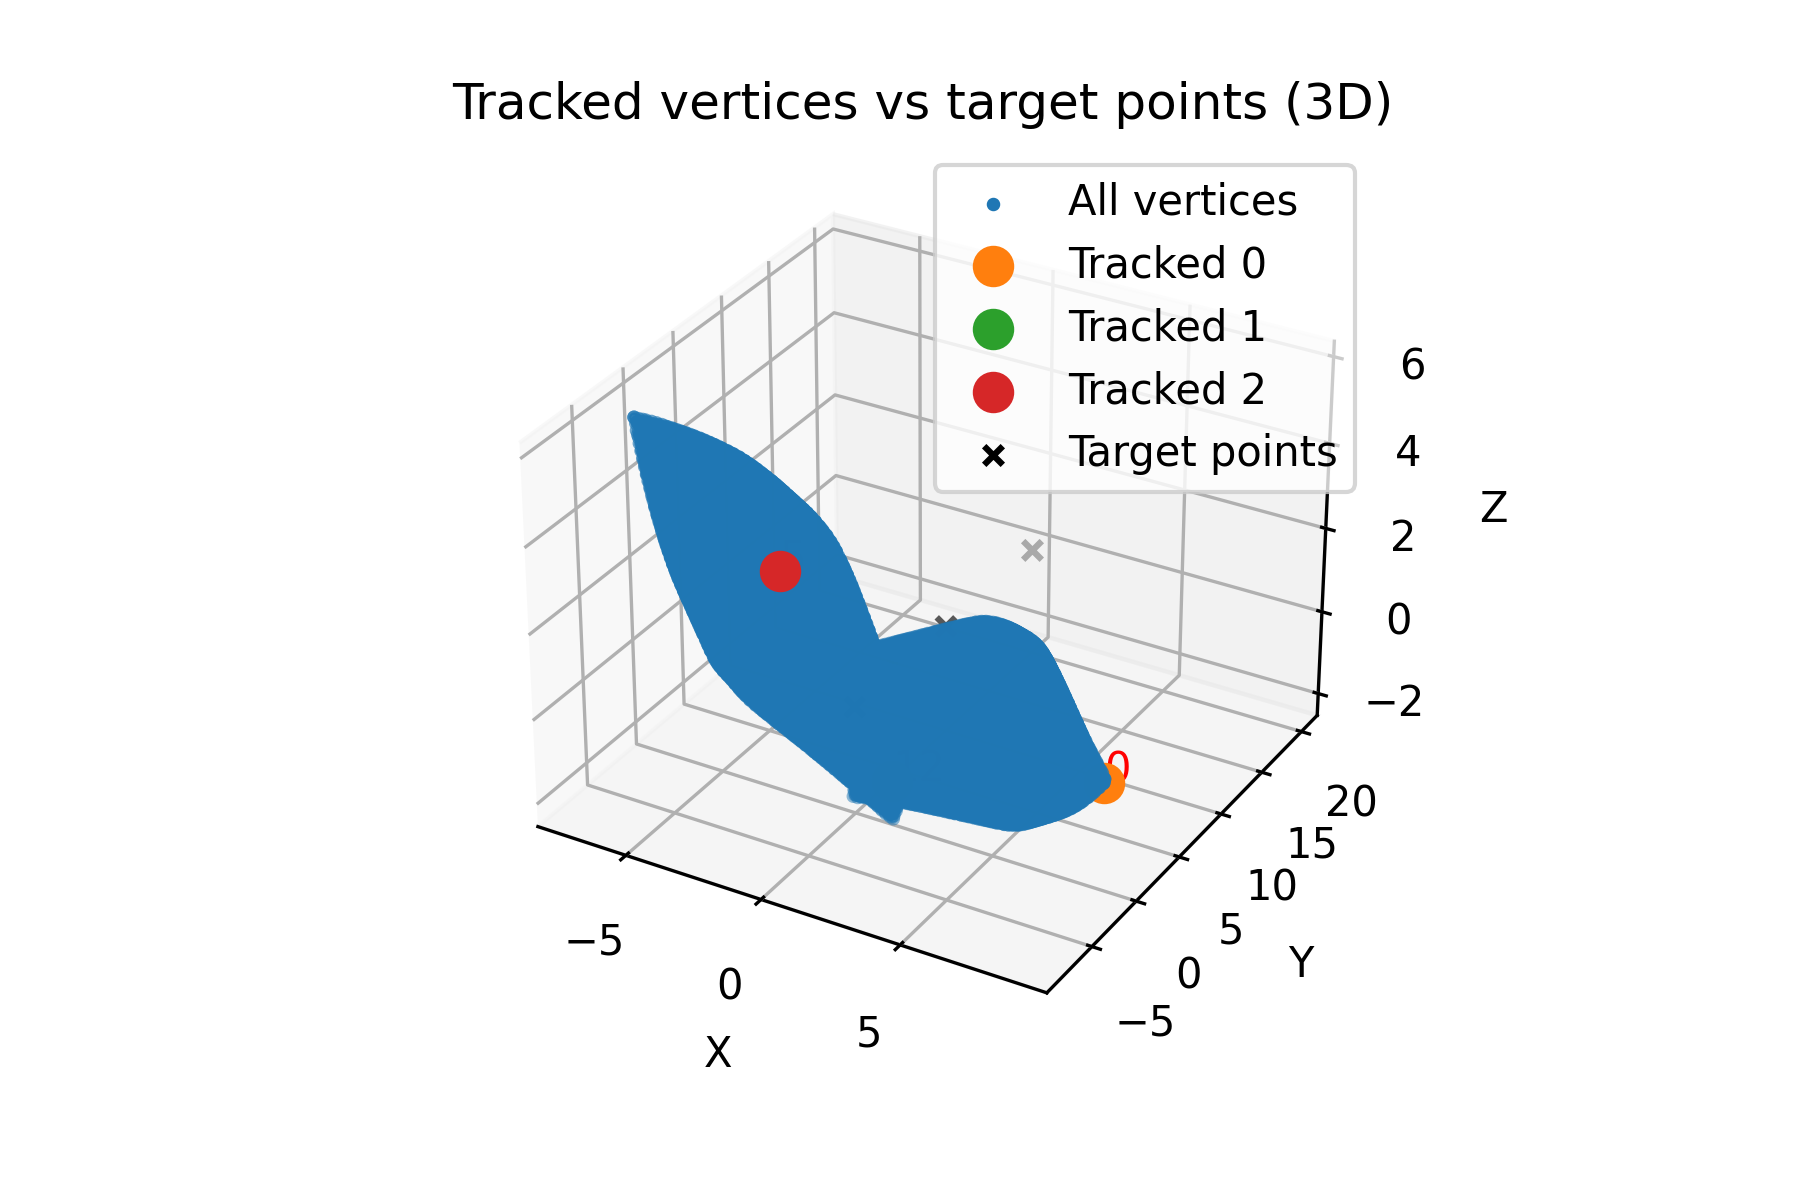 Tracked vertices vs target points (3D)
All vertices
Tracked 0
Tracked 1
Tracked 2
Target points
6
4
2
0
−2
Z
0
20
15
10
5
0
−5
Y
−5
0
5
X